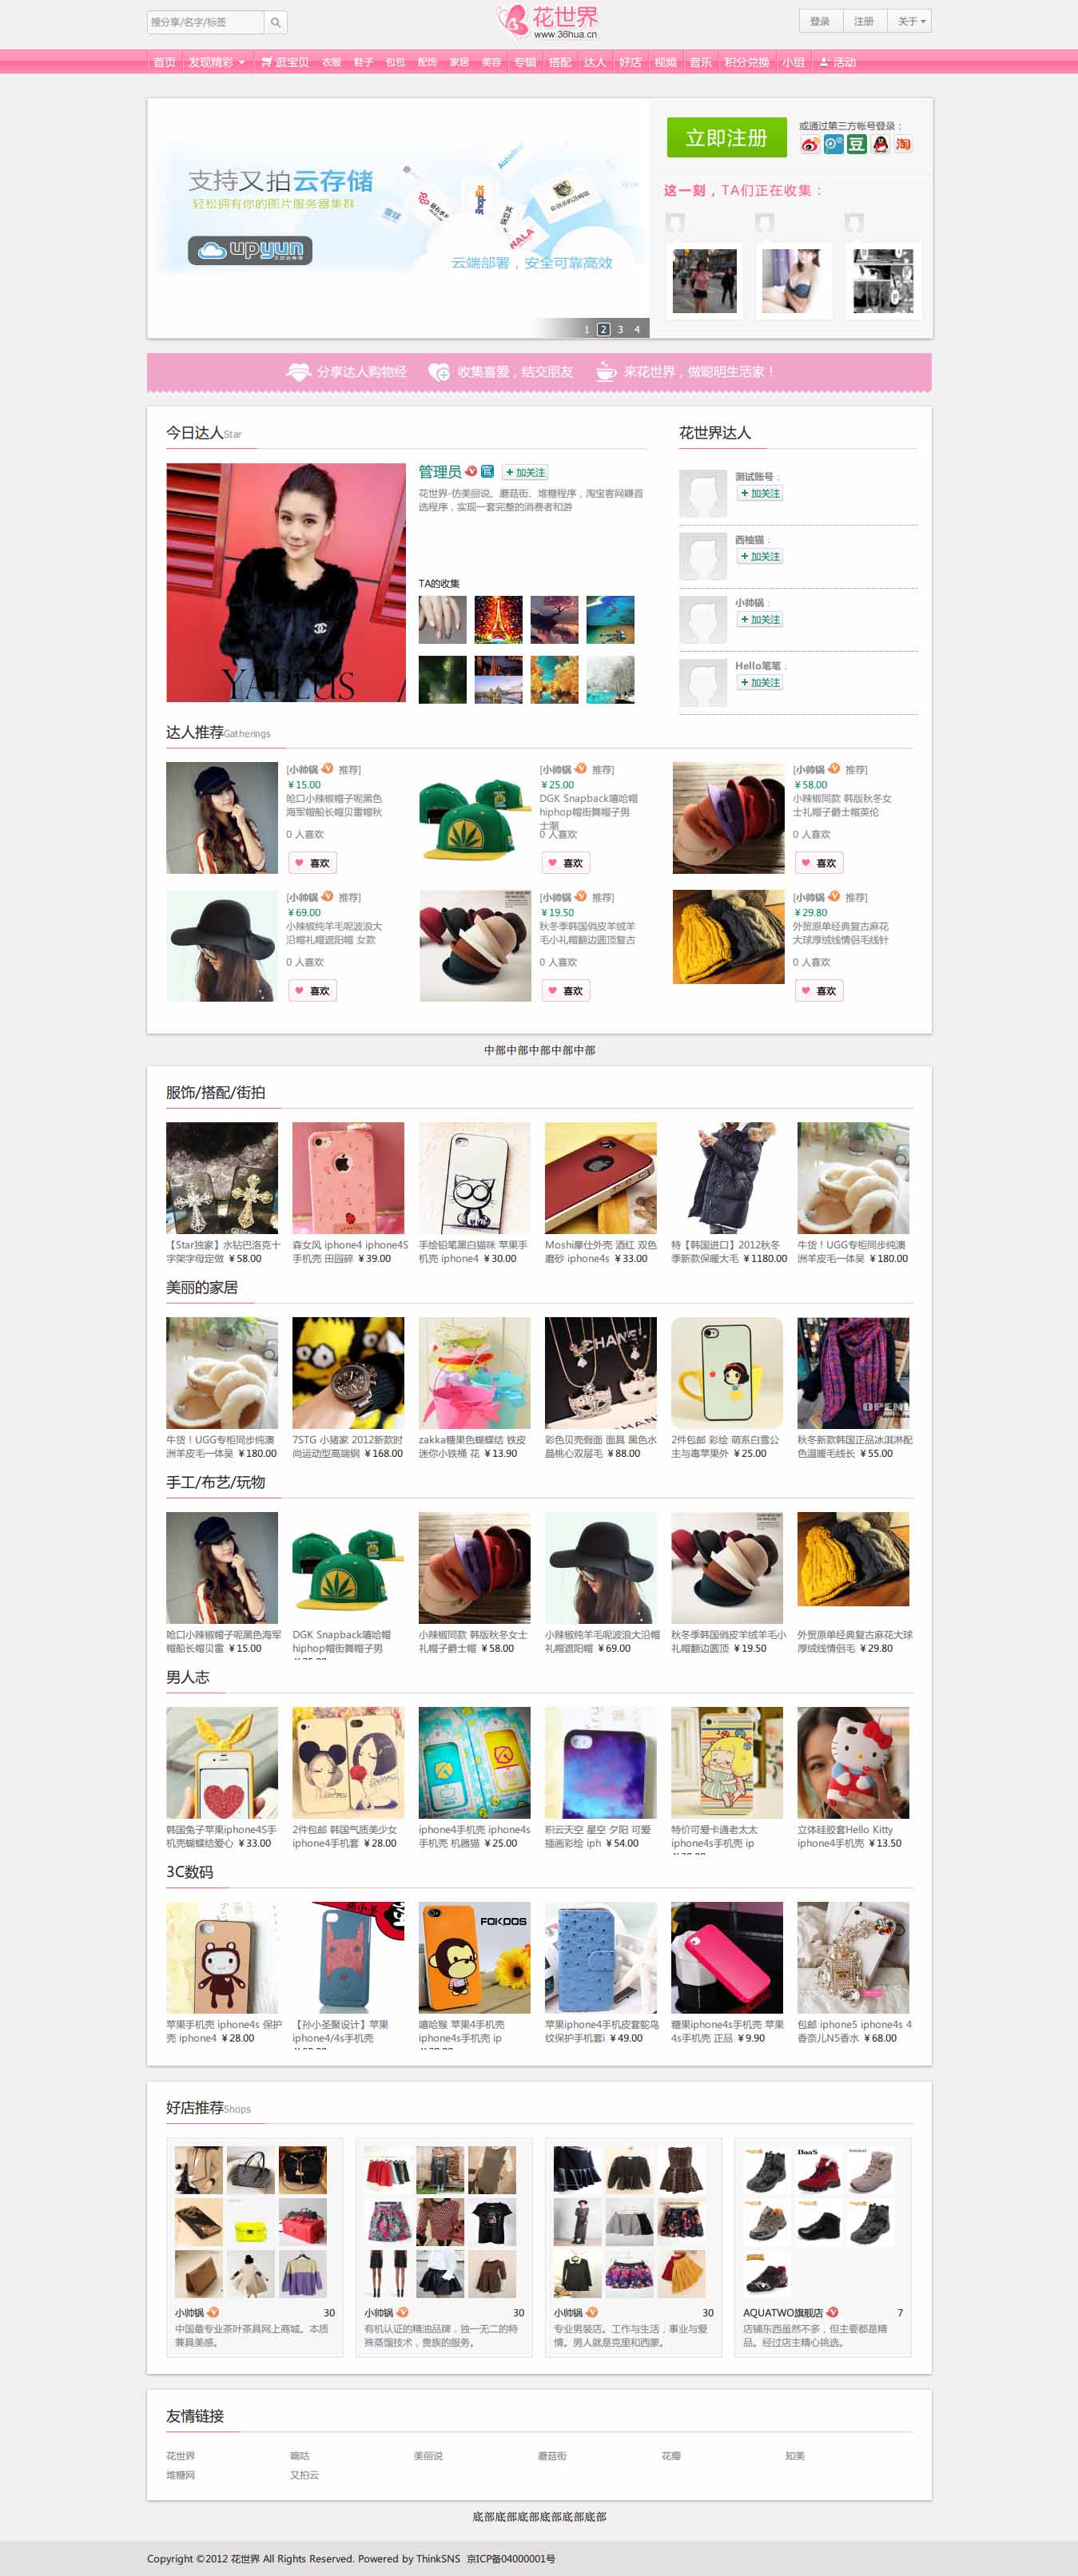 搜分享/名字/标签
花世界
www.36hua.cn
登录 注册 关于
首页 发现精彩 逛宝贝 衣服 鞋子 包包 配饰 家居 美容 专辑 搭配 达人 好店 视频 音乐 积分兑换 小组 活动
支持又拍云存储
轻松拥有你的图片服务器集群
upyun
云端部署，安全可靠高效
1 2 3 4
立即注册
或通过第三方帐号登录：
豆
淘
这一刻，TA们正在收集：
分享达人购物经 收集喜爱，结交朋友 来花世界，做聪明生活家！
今日达人Star
YAPLUS
管理员 + 加关注
花世界-仿美丽说、蘑菇街、堆糖程序，淘宝客网赚首
选程序，实现一套完整的消费者和游
TA的收集
花世界达人
测试账号：
+ 加关注
西柚猫：
+ 加关注
小帅锅：
+ 加关注
Hello笔笔：
+ 加关注
达人推荐Gatherings
[小帅锅 推荐]
￥15.00
呛口小辣椒帽子呢黑色
海军帽船长帽贝雷帽秋
0 人喜欢
喜欢
[小帅锅 推荐]
￥25.00
DGK Snapback嘻哈帽
hiphop帽街舞帽子男
士潮
0 人喜欢
喜欢
[小帅锅 推荐]
￥58.00
小辣椒同款 韩版秋冬女
士礼帽子爵士帽英伦
0 人喜欢
喜欢
[小帅锅 推荐]
￥69.00
小辣椒纯羊毛呢波浪大
沿帽礼帽遮阳帽 女款
0 人喜欢
喜欢
[小帅锅 推荐]
￥19.50
秋冬季韩国俏皮羊绒羊
毛小礼帽翻边圆顶复古
0 人喜欢
喜欢
[小帅锅 推荐]
￥29.80
外贸原单经典复古麻花
大球厚绒线情侣毛线针
0 人喜欢
喜欢
中部中部中部中部中部
服饰/搭配/街拍
【Star独家】水钻巴洛克十
字架字母定做 ￥58.00
森女风 iphone4 iphone4S
手机壳 田园碎 ￥39.00
手绘铅笔黑白猫咪 苹果手
机壳 iphone4 ￥30.00
Moshi摩仕外壳 酒红 双色
磨砂 iphone4s ￥33.00
特【韩国进口】2012秋冬
季新款保暖大毛 ￥1180.00
牛货！UGG专柜同步纯澳
洲羊皮毛一体吴 ￥180.00
美丽的家居
CHANEL
OPEN
牛货！UGG专柜同步纯澳
洲羊皮毛一体吴 ￥180.00
7STG 小猪家 2012新款时
尚运动型高端钢 ￥168.00
zakka糖果色蝴蝶结 铁皮
迷你小铁桶 花 ￥13.90
彩色贝壳假面 面具 黑色水
晶桃心双层毛 ￥88.00
2件包邮 彩绘 萌系白雪公
主与毒苹果外 ￥25.00
秋冬新款韩国正品冰淇淋配
色温暖毛线长 ￥55.00
手工/布艺/玩物
呛口小辣椒帽子呢黑色海军
帽船长帽贝雷 ￥15.00
DGK Snapback嘻哈帽
hiphop帽街舞帽子男
小辣椒同款 韩版秋冬女士
礼帽子爵士帽 ￥58.00
小辣椒纯羊毛呢波浪大沿帽
礼帽遮阳帽 ￥69.00
秋冬季韩国俏皮羊绒羊毛小
礼帽翻边圆顶 ￥19.50
外贸原单经典复古麻花大球
厚绒线情侣毛 ￥29.80
男人志
韩国兔子苹果iphone4S手
机壳蝴蝶结爱心 ￥33.00
2件包邮 韩国气质美少女
iphone4手机套 ￥28.00
iphone4手机壳 iphone4s
手机壳 机器猫 ￥25.00
积云天空 星空 夕阳 可爱
插画彩绘 iph ￥54.00
特价可爱卡通老太太
iphone4s手机壳 ip
立体硅胶套Hello Kitty
iphone4手机壳 ￥13.50
3C数码
FOKOOS
苹果手机壳 iphone4s 保护
壳 iphone4 ￥28.00
【孙小圣聚设计】苹果
iphone4/4s手机壳
嘻哈猴 苹果4手机壳
iphone4s手机壳 ip
苹果iphone4手机皮套鸵鸟
纹保护手机套i ￥49.00
糖果iphone4s手机壳 苹果
4s手机壳 正品 ￥9.90
包邮 iphone5 iphone4s 4
香奈儿N5香水 ￥68.00
好店推荐Shops
BaaS
小帅锅 30
中国最专业茶叶茶具网上商城。本质
兼具美感。
小帅锅 30
有机认证的精油品牌，独一无二的特
殊蒸馏技术，贵族的服务。
小帅锅 30
专业男装店。工作与生活，事业与爱
情。男人就是克里和西蒙。
AQUATWO旗舰店 7
店铺东西虽然不多，但主要都是精
品。经过店主精心挑选。
友情链接
花世界 嘀咕 美丽说 蘑菇街 花瓣 知美
堆糖网 又拍云
底部底部底部底部底部底部
Copyright ©2012 花世界 All Rights Reserved. Powered by ThinkSNS 京ICP备04000001号